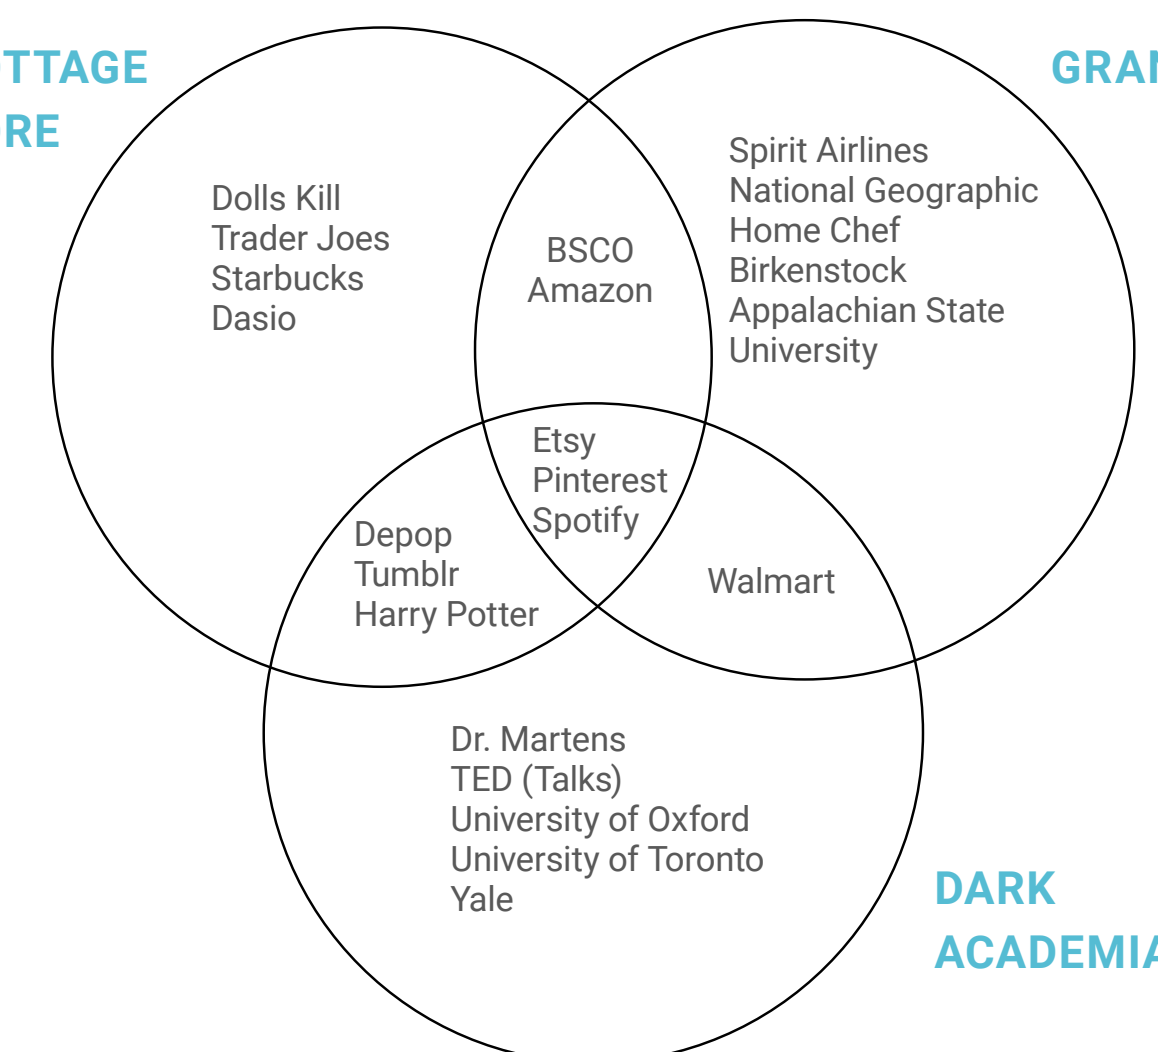 TTAGE
RE
GRAN
Dolls Kill
Trader Joes
Starbucks
Dasio
BSCO
Amazon
Spirit Airlines
National Geographic
Home Chef
Birkenstock
Appalachian State
University
Etsy
Pinterest
Spotify
Depop
Tumblr
Harry Potter
Walmart
Dr. Martens
TED (Talks)
University of Oxford
University of Toronto
Yale
DARK
ACADEMIA